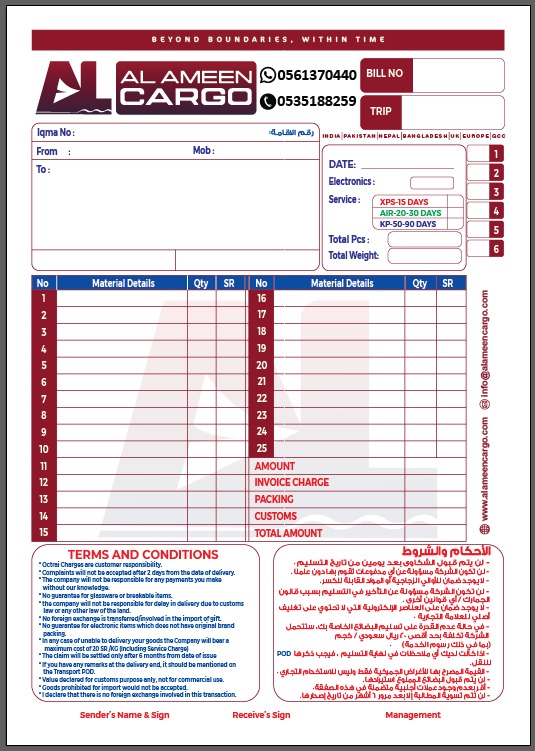 BEYOND BOUNDARIES, WITHIN TIME
AL
AL AMEEN
CARGO
0561370440
0535188259
BILL NO
TRIP
INDIA|PAKISTAN|NEPAL|BANGLADESH|UK|EUROPE|GCC
Iqma No : رقم الاقامة:
From : Mob :
To :
DATE:
Electronics :
Service : XPS-15 DAYS
AIR-20-30 DAYS
KP-50-90 DAYS
Total Pcs :
Total Weight:
1
2
3
4
5
6
No Material Details Qty SR No Material Details Qty SR
1 16
2 17
3 18
4 19
5 20
6 21
7 22
8 23
9 24
10 25
11 AMOUNT
12 INVOICE CHARGE
13 PACKING
14 CUSTOMS
15 TOTAL AMOUNT
www.alameencargo.com info@alameencargo.com
TERMS AND CONDITIONS
* Octroi Charges are customer responsibility.
* Complaints will not be accepted after 2 days from the date of delivery.
* The company will not be responsible for any payments you make
without our knowledge.
* No guarantee for glassware or breakable items.
* the company will not be responsible for delay in delivery due to customs
law or any other law of the land.
* No foreign exchange is transferred/involved in the import of gift.
* No guarantee for electronic items which does not have original brand
packing.
* In any case of unable to delivery your goods the Company will bear a
maximum cost of 20 SR /KG (including Service Charge)
* The claim will be settled only after 6 months from date of issue
* If you have any remarks at the delivery end, it should be mentioned on
the Transport POD.
* Value declared for customs purpose only, not for commercial use.
* Goods prohibited for import would not be accepted.
* I declare that there is no foreign exchange involved in this transaction.
الأحكام والشروط
- لن يتم قبول الشكاوى بعد يومين من تاريخ التسليم .
- لن تكون الشركة مسؤولة عن أي مدفوعات تقوم بها دون علمنا .
- لا يوجد ضمان للأواني الزجاجية أو المواد القابلة للكسر.
- لن تكون الشركة مسؤولة عن التأخير في التسليم بسبب قانون
الجمارك / أي قوانين أخرى .
- لا يوجد ضمان على العناصر الإلكترونية التي لا تحتوي على تغليف
أصلي للعلامة التجارية .
- في حالة عدم القدرة على تسليم البضائع الخاصة بك، ستتحمل
الشركة تكلفة بحد أقصى ٢٠ ريال سعودي / كجم
(بما في ذلك رسوم الخدمة) .
- إذا كانت لديك أي ملاحظات في نهاية التسليم ، فيجب ذكرها POD
للنقل.
- القيمة المصرح بها للأغراض الجمركية فقط وليس للاستخدام التجاري .
- لن يتم قبول البضائع الممنوع استيرادها.
- أقر بعدم وجود عملات أجنبية متضمنة في هذه الصفقة.
- لن تتم تسوية المطالبة إلا بعد مرور ٦ أشهر من تاريخ إصدارها.
Sender's Name & Sign Receive's Sign Management